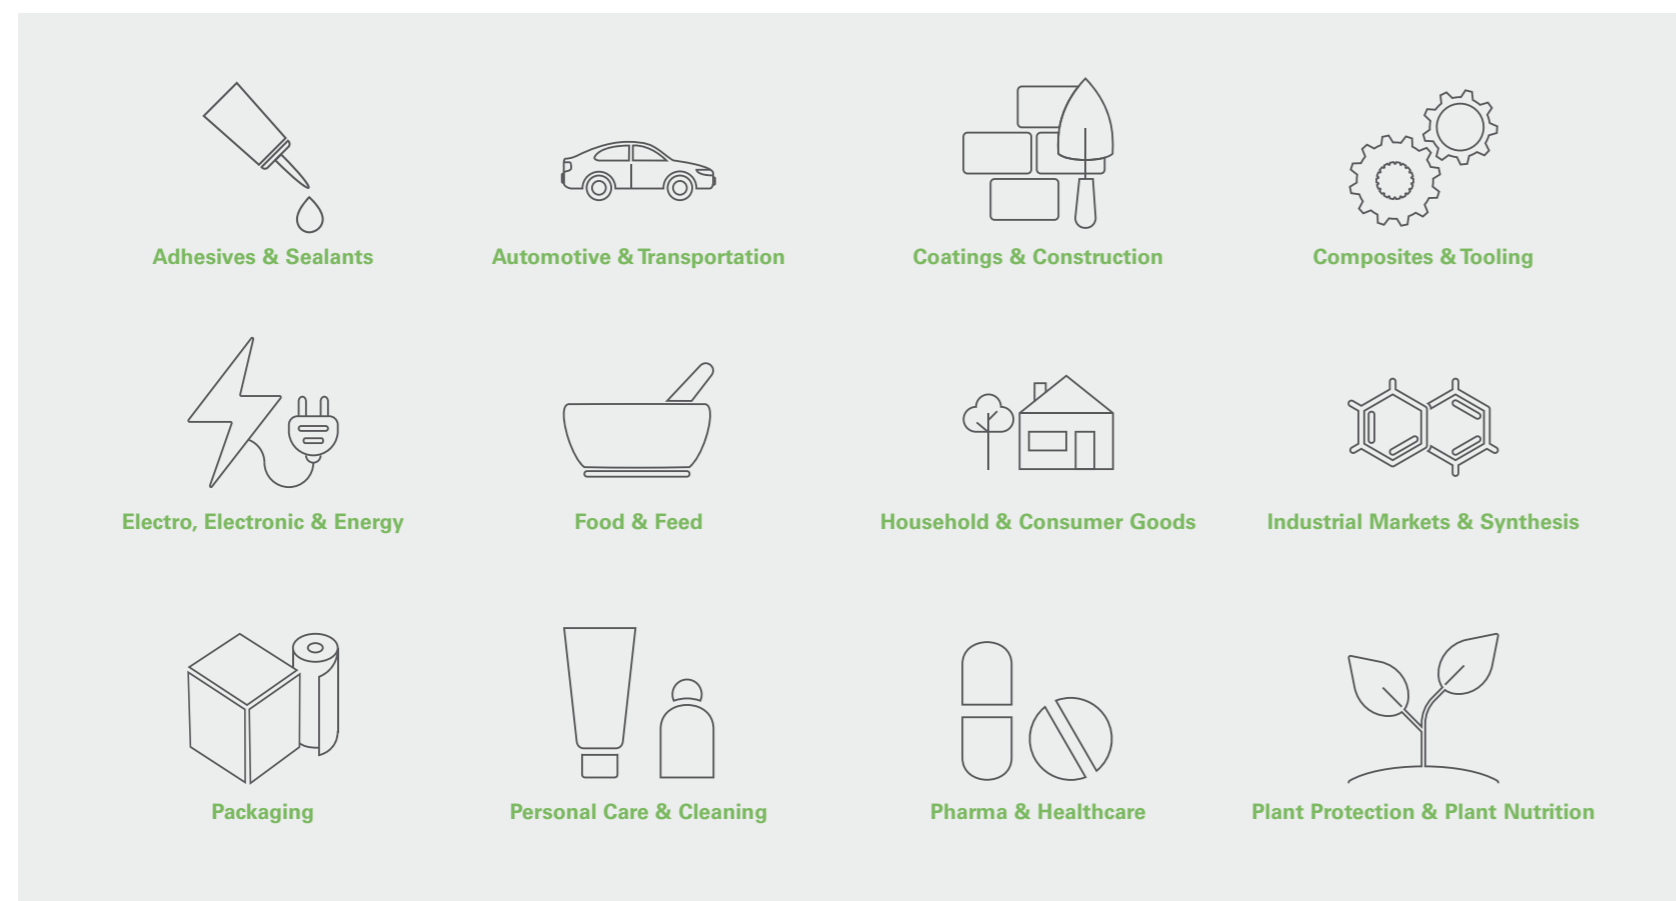 Adhesives & Sealants
Automotive & Transportation
Coatings & Construction
Composites & Tooling
Electro, Electronic & Energy
Food & Feed
Household & Consumer Goods
Industrial Markets & Synthesis
Packaging
Personal Care & Cleaning
Pharma & Healthcare
Plant Protection & Plant Nutrition